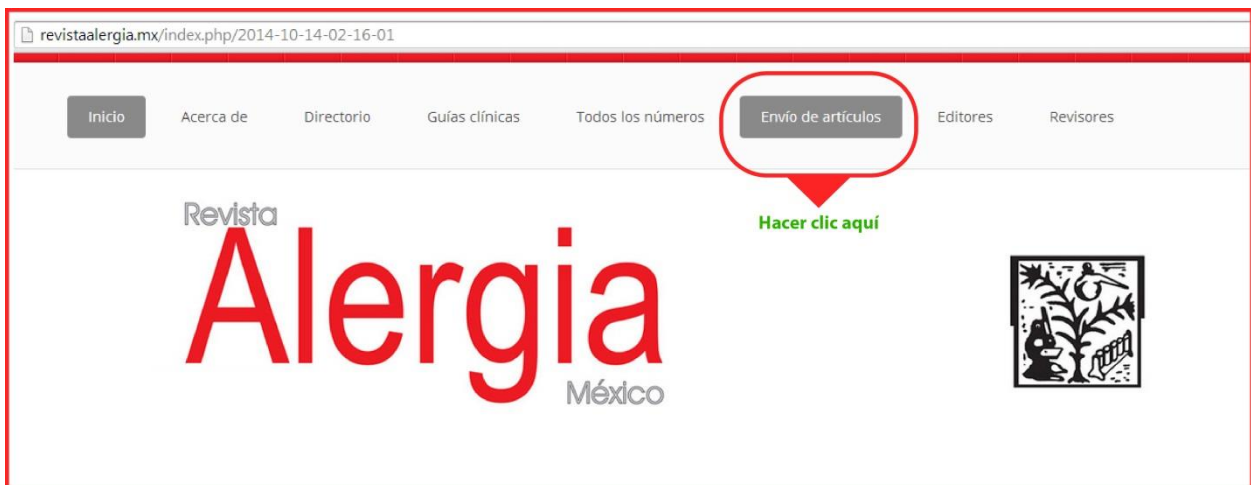 revistaalergia.mx/index.php/2014-10-14-02-16-01
Inicio Acerca de Directorio Guías clínicas Todos los números Envío de artículos Editores Revisores
Hacer clic aquí
Revista
Alergia
México